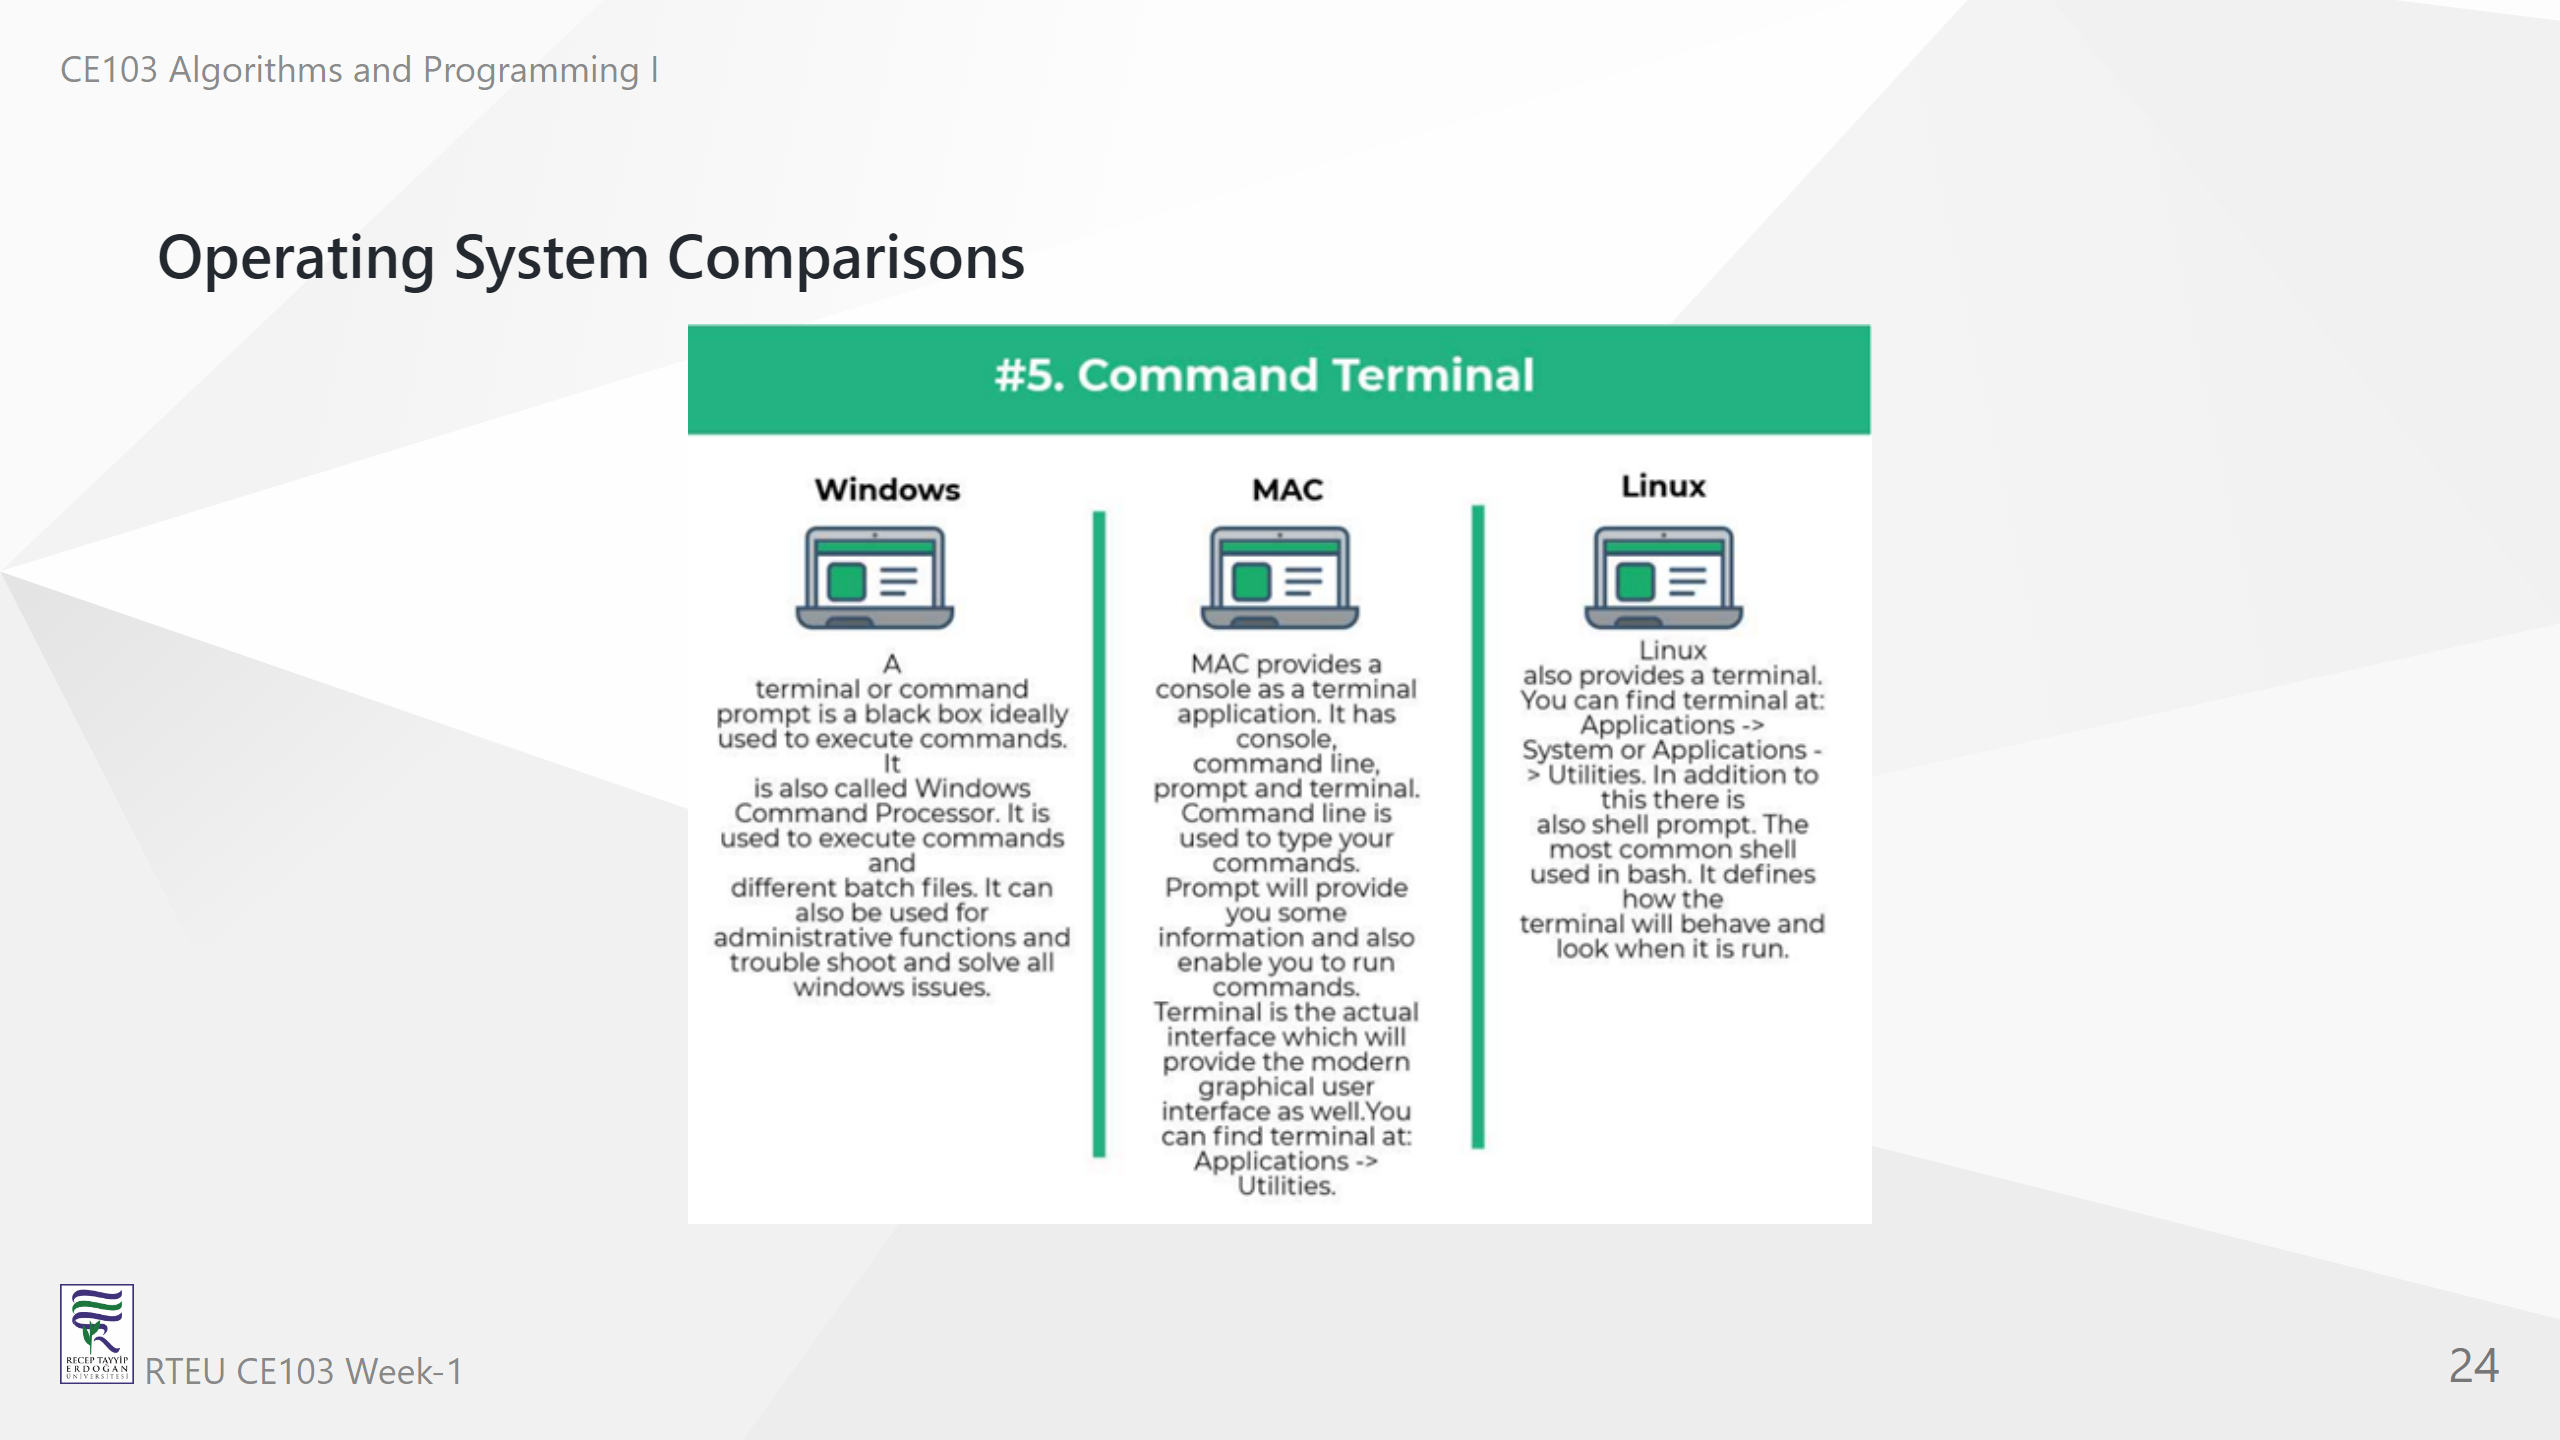 CE103 Algorithms and Programming I
Operating System Comparisons
#5. Command Terminal
Windows
A
terminal or command
prompt is a black box ideally
used to execute commands.
It
is also called Windows
Command Processor. It is
used to execute commands
and
different batch files. It can
also be used for
administrative functions and
trouble shoot and solve all
windows issues.
MAC
MAC provides a
console as a terminal
application. It has
console,
command line,
prompt and terminal.
Command line is
used to type your
commands.
Prompt will provide
you some
information and also
enable you to run
commands.
Terminal is the actual
interface which will
provide the modern
graphical user
interface as well.You
can find terminal at:
Applications ->
Utilities.
Linux
Linux
also provides a terminal.
You can find terminal at:
Applications ->
System or Applications -
> Utilities. In addition to
this there is
also shell prompt. The
most common shell
used in bash. It defines
how the
terminal will behave and
look when it is run.
RECEP TAYYİP
ERDOĞAN
ÜNİVERSİTESİ
RTEU CE103 Week-1
24